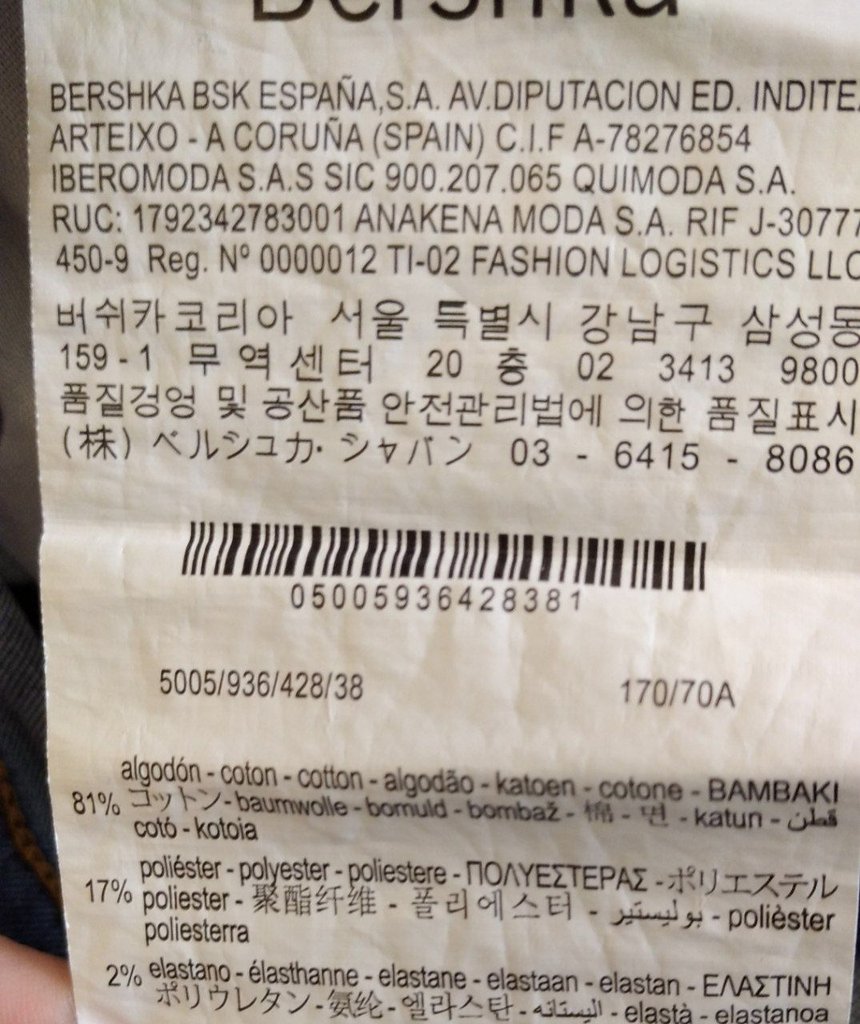 Bershka
BERSHKA BSK ESPAÑA,S.A. AV.DIPUTACION ED. INDITE
ARTEIXO - A CORUÑA (SPAIN) C.I.F A-78276854
IBEROMODA S.A.S SIC 900.207.065 QUIMODA S.A.
RUC: 1792342783001 ANAKENA MODA S.A. RIF J-30777
450-9 Reg. Nº 0000012 TI-02 FASHION LOGISTICS LLC
버쉬카코리아 서울 특별시 강남구 삼성동
159 - 1 무역센터 20 층 02 3413 9800
품질겅엉 및 공산품 안전관리법에 의한 품질표시
(株) ベルシュカ・シャバン 03 - 6415 - 8086
05005936428381
5005/936/428/38 170/70A
algodón - coton - cotton - algodão - katoen - cotone - BAMBAKI
81% コットン - baumwolle - bomuld - bombaž - 棉 - 면 - katun - قطن
cotó - kotoia
poliéster - polyester - poliestere - ΠΟΛΥΕΣΤΕΡΑΣ - ポリエステル
17% poliester - 聚酯纤维 - 폴리에스터 - بوليستير - polièster
poliesterra
2% elastano - élasthanne - elastane - elastaan - elastan - ΕΛΑΣΤΙΝΗ
ポリウレタン - 氨纶 - 엘라스탄 - اليستانه - elastà - elastanoa